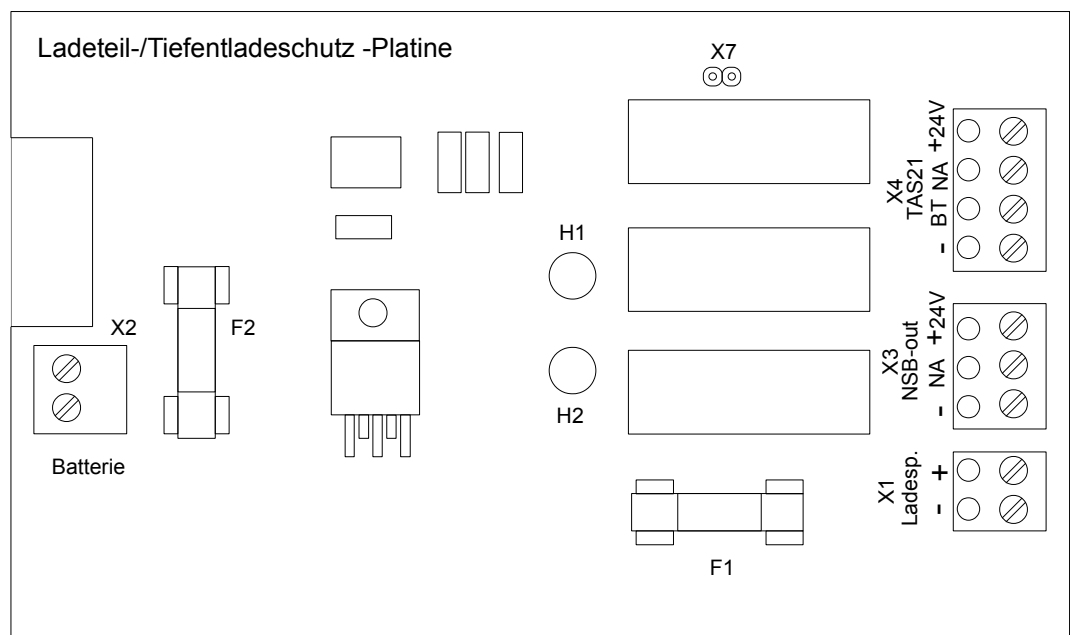 Ladeteil-/Tiefentladeschutz -Platine
X7
X4
TAS21
- BT NA +24V
H1
X2
F2
X3
NSB-out
- NA +24V
H2
Batterie
X1
Ladesp.
- +
F1